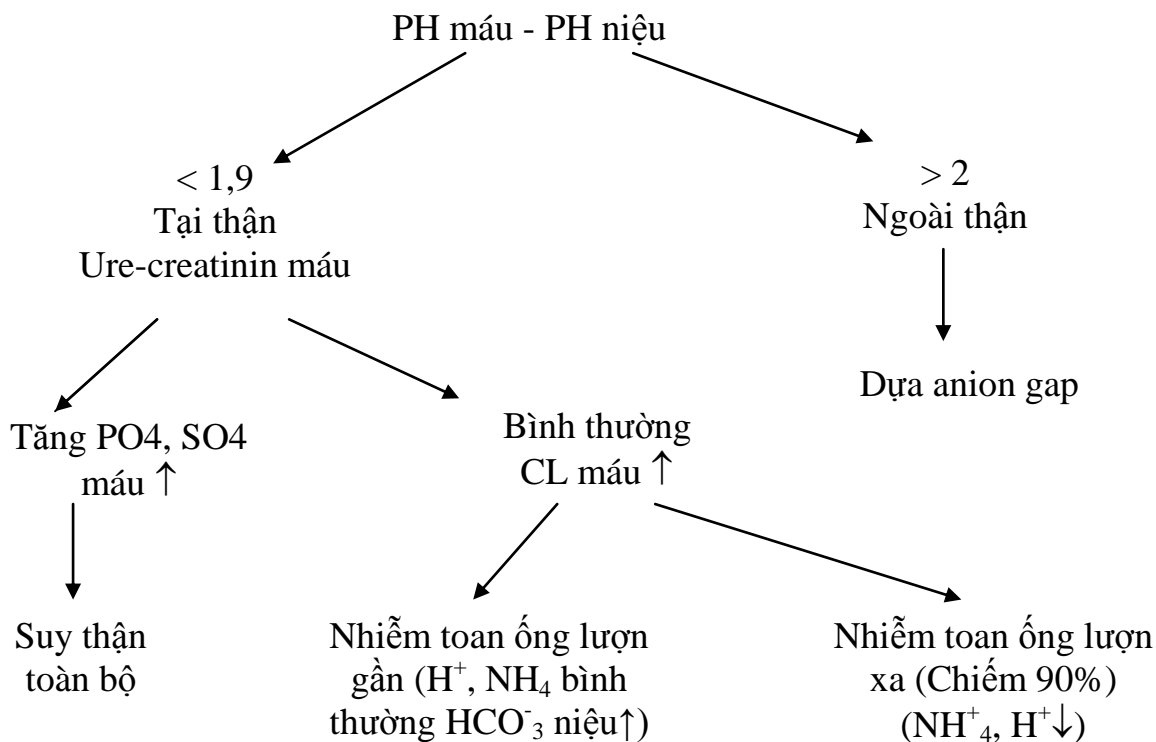 PH máu - PH niệu
< 1,9
Tại thận
Ure-creatinin máu
> 2
Ngoài thận
Dựa anion gap
Tăng PO4, SO4
máu ↑
Bình thường
CL máu ↑
Suy thận
toàn bộ
Nhiễm toan ống lượn
gần (H⁺, NH₄ bình
thường HCO⁻₃ niệu↑)
Nhiễm toan ống lượn
xa (Chiếm 90%)
(NH⁺₄, H⁺↓)